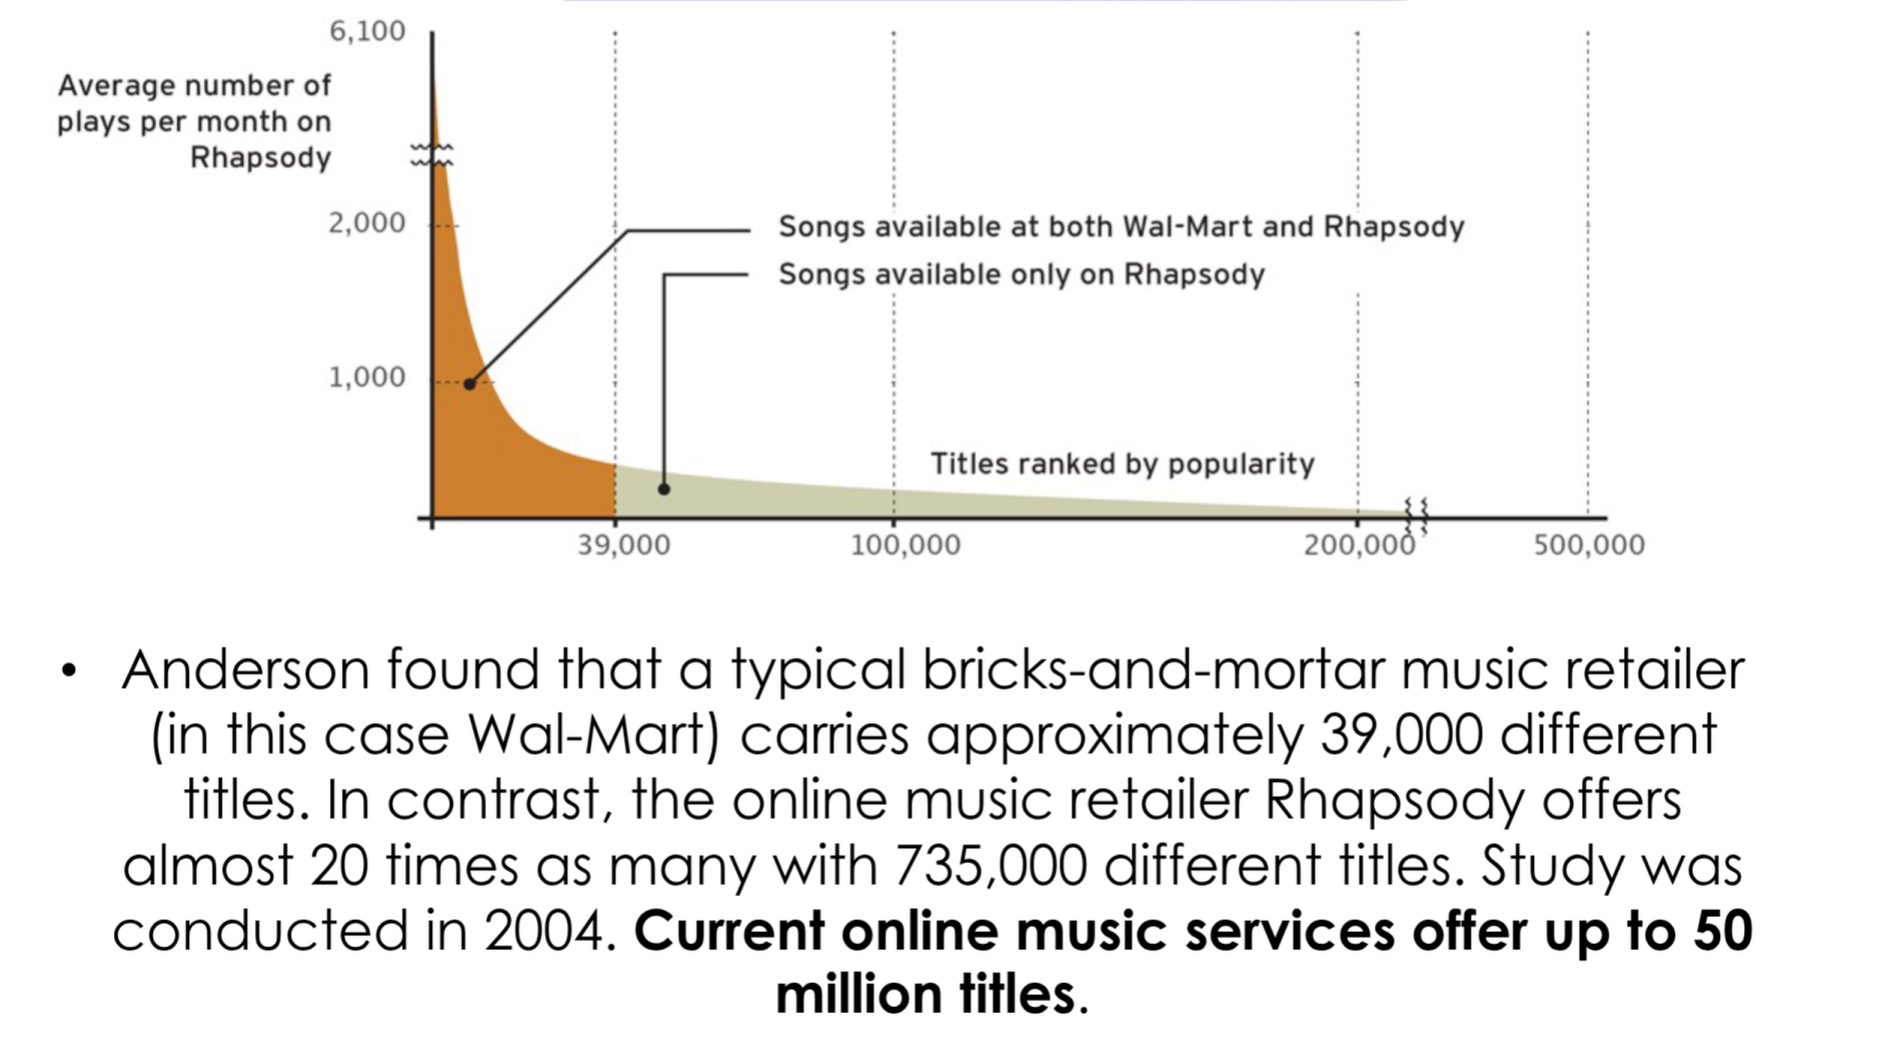 6,100
Average number of
plays per month on
Rhapsody
2,000
Songs available at both Wal-Mart and Rhapsody
Songs available only on Rhapsody
1,000
Titles ranked by popularity
39,000
100,000
200,000
500,000
• Anderson found that a typical bricks-and-mortar music retailer
(in this case Wal-Mart) carries approximately 39,000 different
titles. In contrast, the online music retailer Rhapsody offers
almost 20 times as many with 735,000 different titles. Study was
conducted in 2004. Current online music services offer up to 50
million titles.